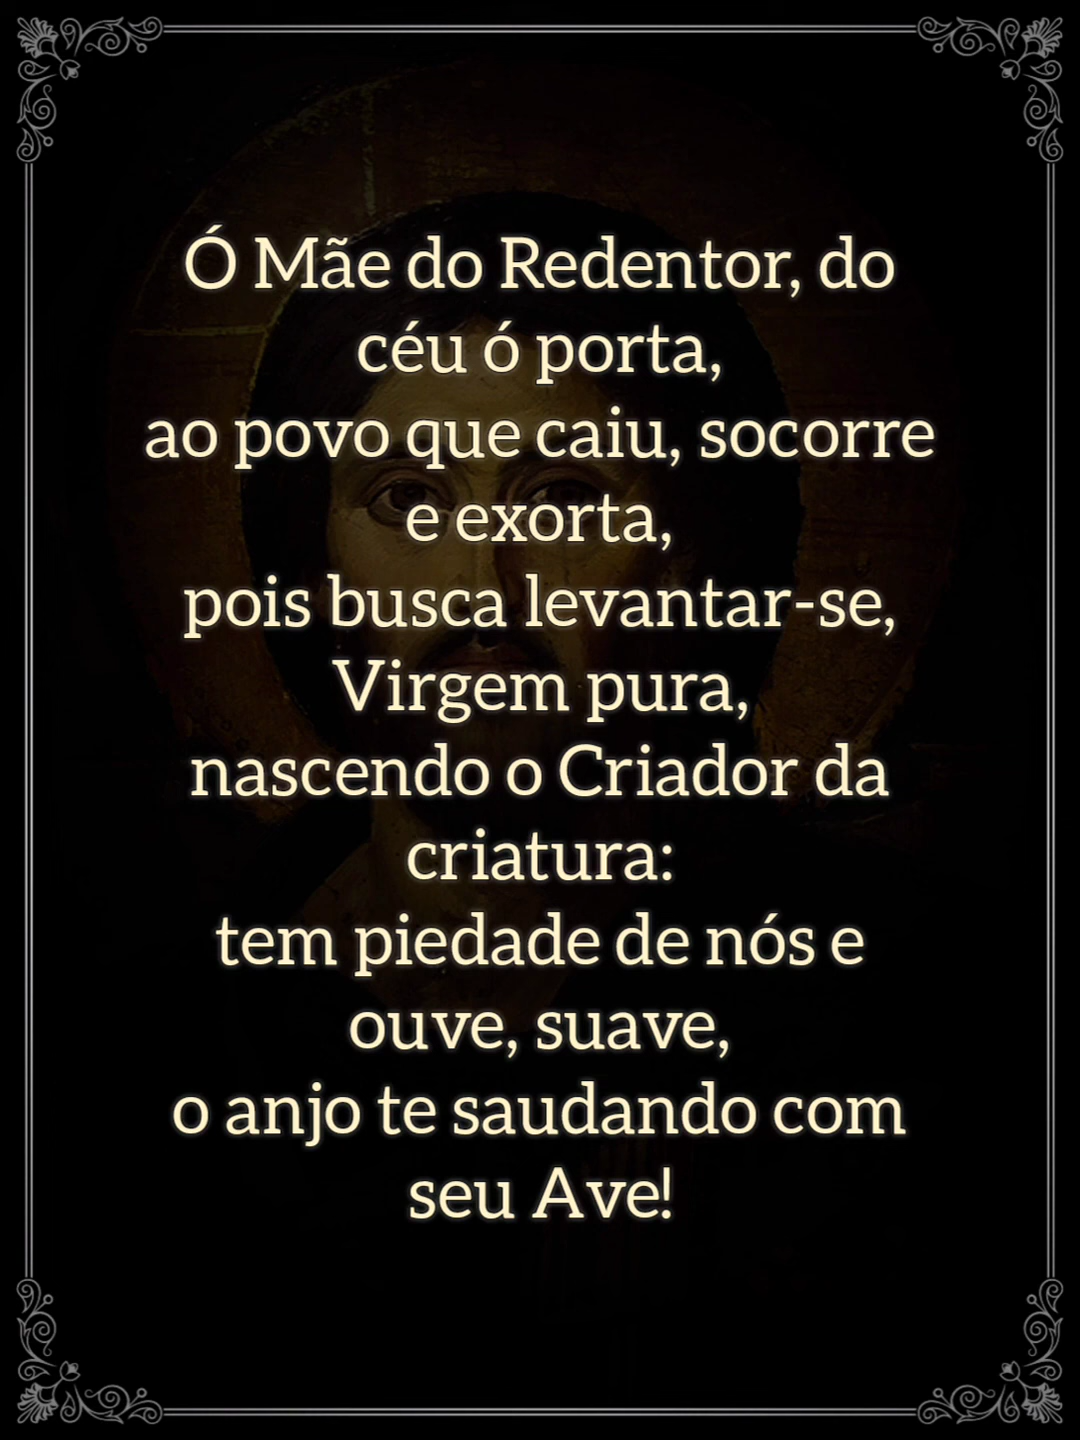 Ó Mãe do Redentor, do
céu ó porta,
ao povo que caiu, socorre
e exorta,
pois busca levantar-se,
Virgem pura,
nascendo o Criador da
criatura:
tem piedade de nós e
ouve, suave,
o anjo te saudando com
seu Ave!